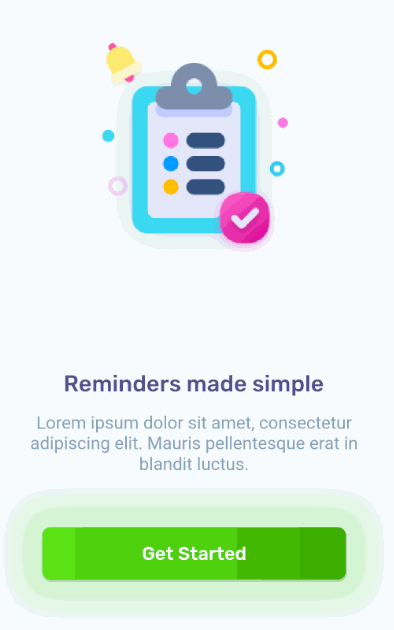 Reminders made simple
Lorem ipsum dolor sit amet, consectetur
adipiscing elit. Mauris pellentesque erat in
blandit luctus.
Get Started